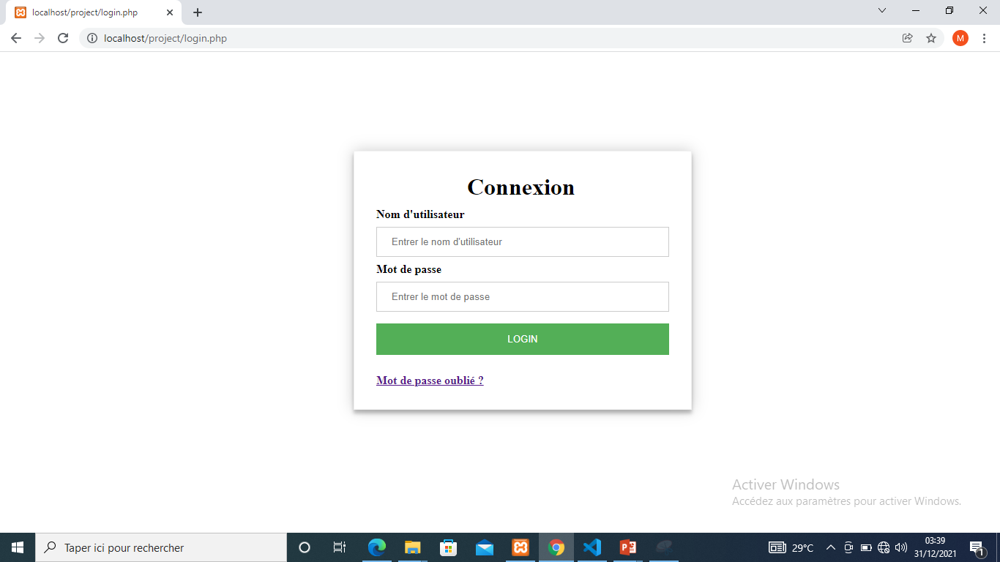 localhost/project/login.php
localhost/project/login.php
M
Connexion
Nom d'utilisateur
Entrer le nom d'utilisateur
Mot de passe
Entrer le mot de passe
LOGIN
Mot de passe oublié ?
Activer Windows
Accédez aux paramètres pour activer Windows.
Taper ici pour rechercher
29°C
03:39
31/12/2021
1